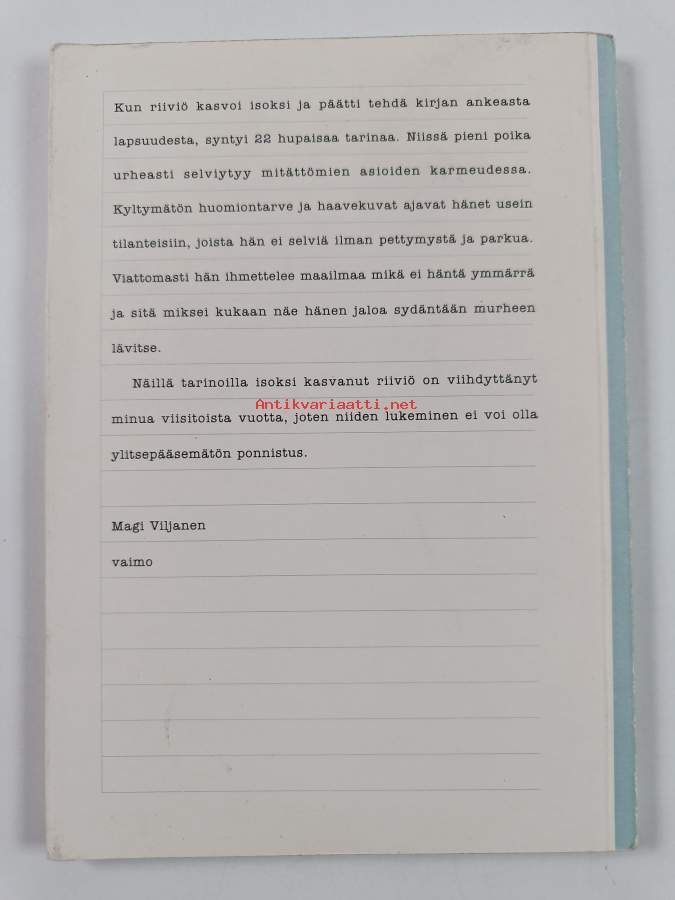 Kun riiviö kasvoi isoksi ja päätti tehdä kirjan ankeasta
lapsuudesta, syntyi 22 hupaisaa tarinaa. Niissä pieni poika
urheasti selviytyy mitättömien asioiden karmeudessa.
Kyltymätön huomiontarve ja haavekuvat ajavat hänet usein
tilanteisiin, joista hän ei selviä ilman pettymystä ja parkua.
Viattomasti hän ihmettelee maailmaa mikä ei häntä ymmärrä
ja sitä miksei kukaan näe hänen jaloa sydäntään murheen
lävitse.
Näillä tarinoilla isoksi kasvanut riiviö on viihdyttänyt
Antikvariaatti.net
minua viisitoista vuotta, joten niiden lukeminen ei voi olla
ylitsepääsemätön ponnistus.
Magi Viljanen
vaimo